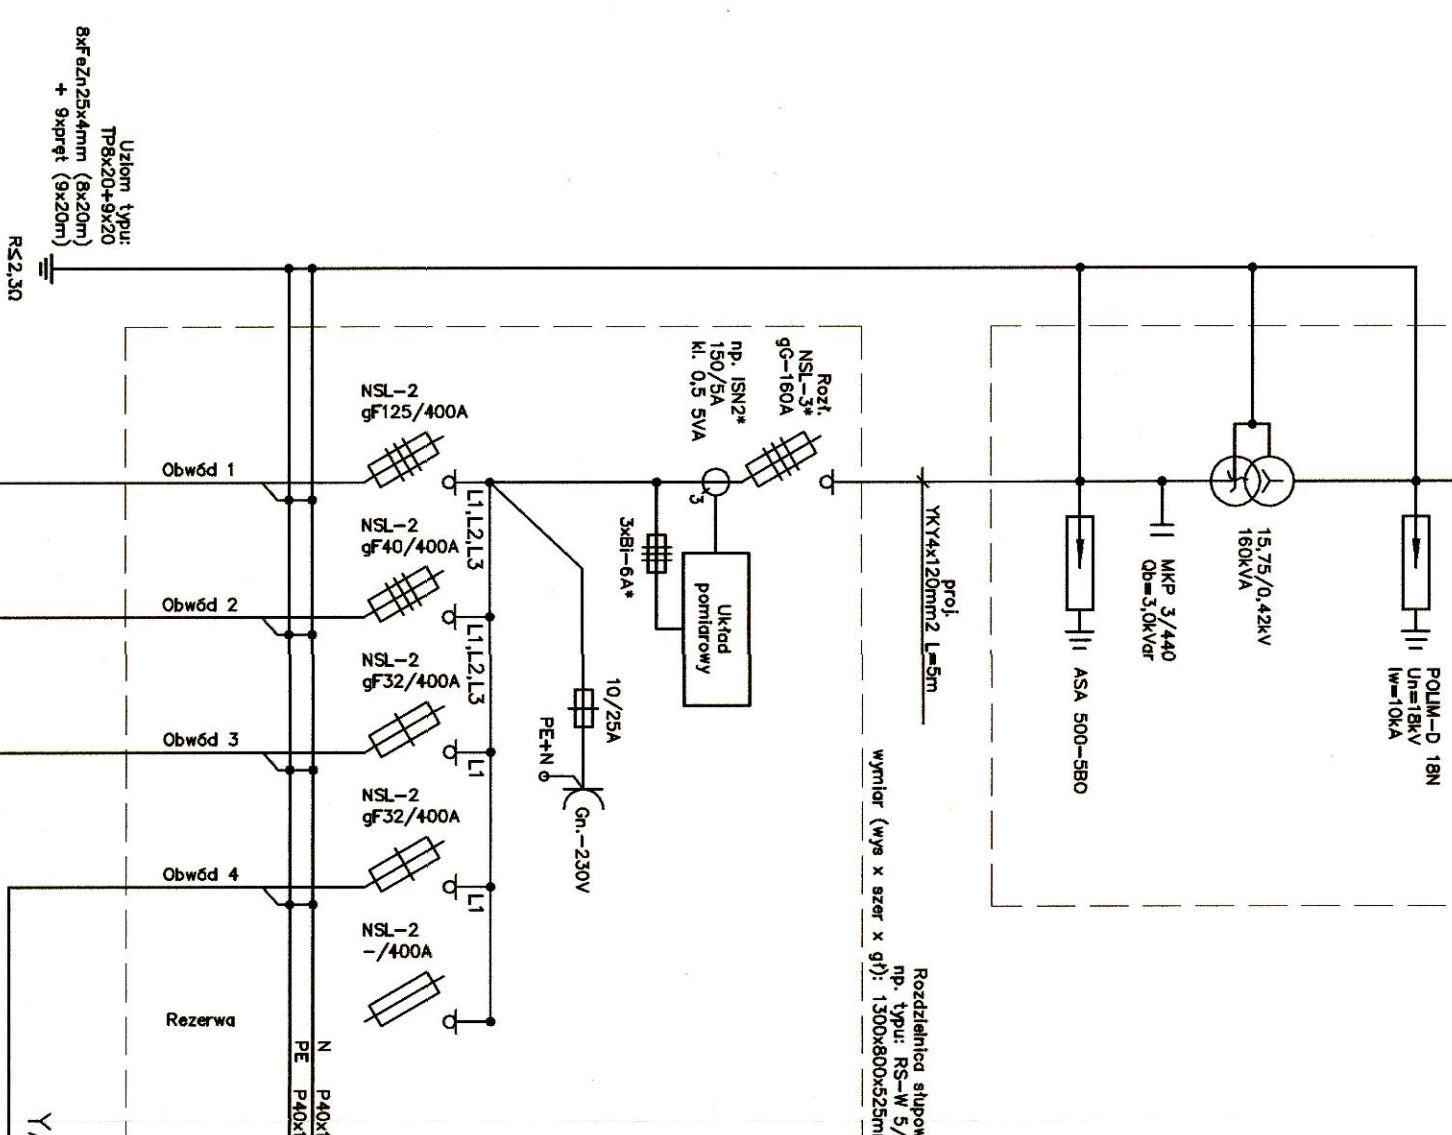 Uziom typu:
TP8x20+9x20
8xFeZn25x4mm (8x20m)
+ 9xpręt (9x20m)
R≤2,3Ω
NSL-2
gF125/400A
Obwód 1
NSL-2
gF40/400A
Obwód 2
NSL-2
gF32/400A
Obwód 3
NSL-2
gF32/400A
Obwód 4
NSL-2
-/400A
Rezerwa
L1,L2,L3
L1,L2,L3
L1
L1
N
PE
10/25A
PE+N
Gn.-230V
3xBi-6A*
Układ
pomiarowy
3
np. ISN2*
150/5A
kl. 0,5 5VA
Rozł.
NSL-3*
gG-160A
proj.
YKY4x120mm2 L=5m
Rozdzielnica
np. typu: RS-W 5/
wymiar (wys x szer x gł): 1300x800x525m
ASA 500-5BO
MKP 3/440
Qb=3,0kVar
15,75/0,42kV
160kVA
POLIM-D 18N
Un=18kV
Iw=10kA